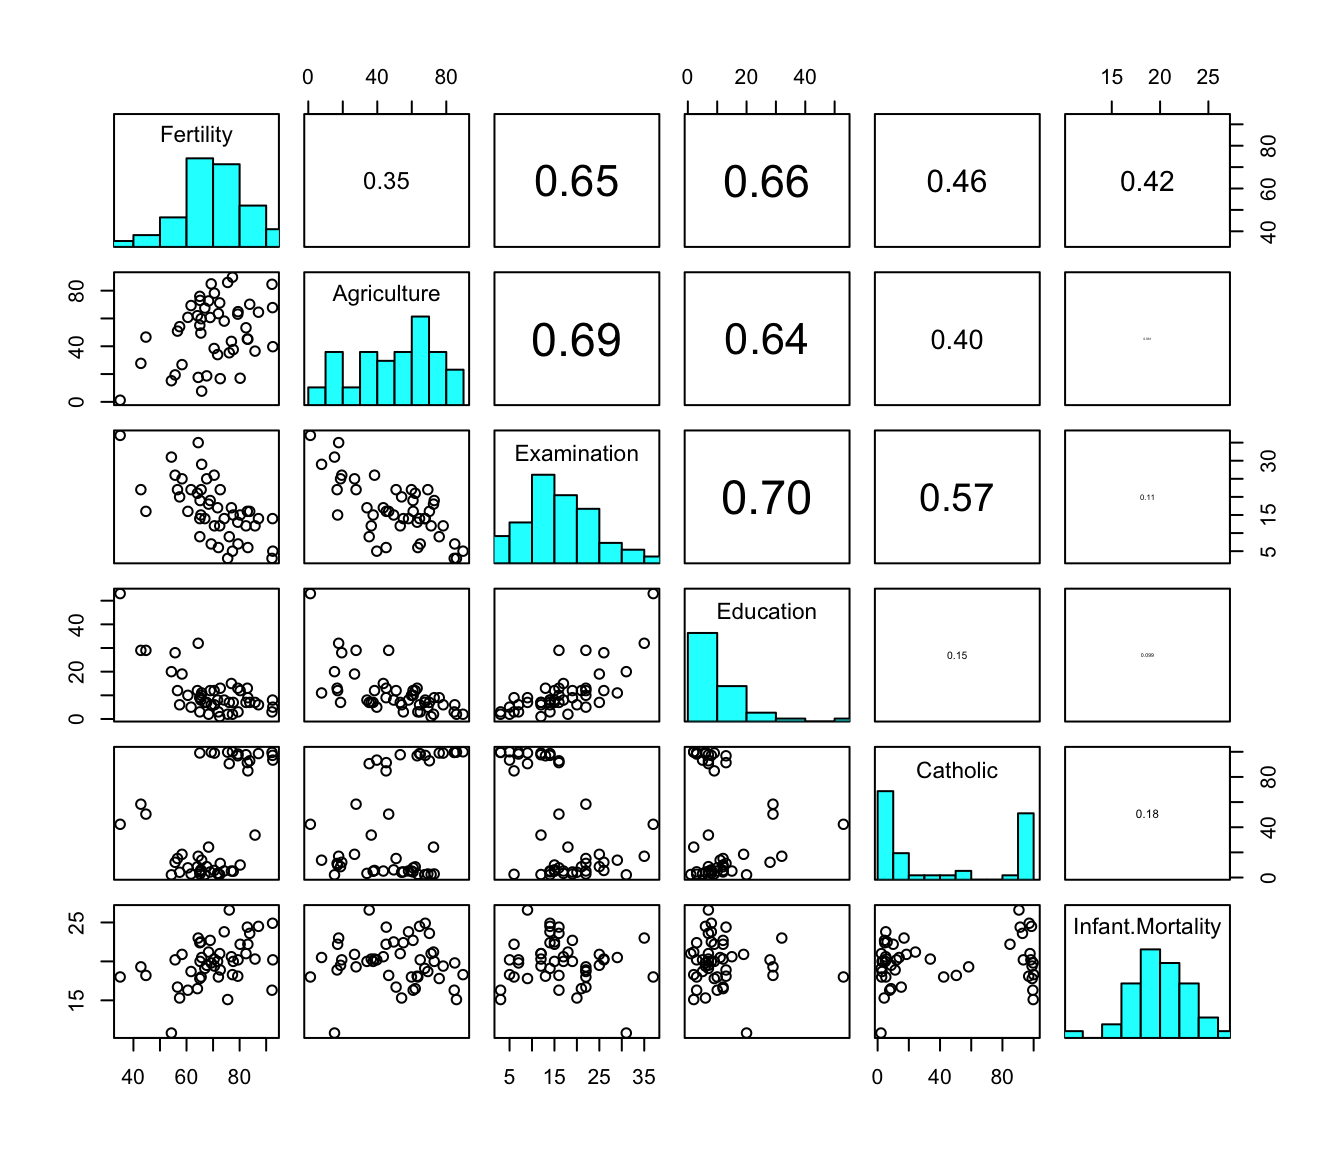 0 40 80 0 20 40 15 20 25
Fertility 0.35 0.65 0.66 0.46 0.42
40 60 80
0 40 80
Agriculture 0.69 0.64 0.40
Examination 0.70 0.57 0.11
5 15 30
0 20 40
Education 0.15 0.099
Catholic 0.18
0 40 80
15 25
Infant.Mortality
40 60 80 5 15 25 35 0 40 80